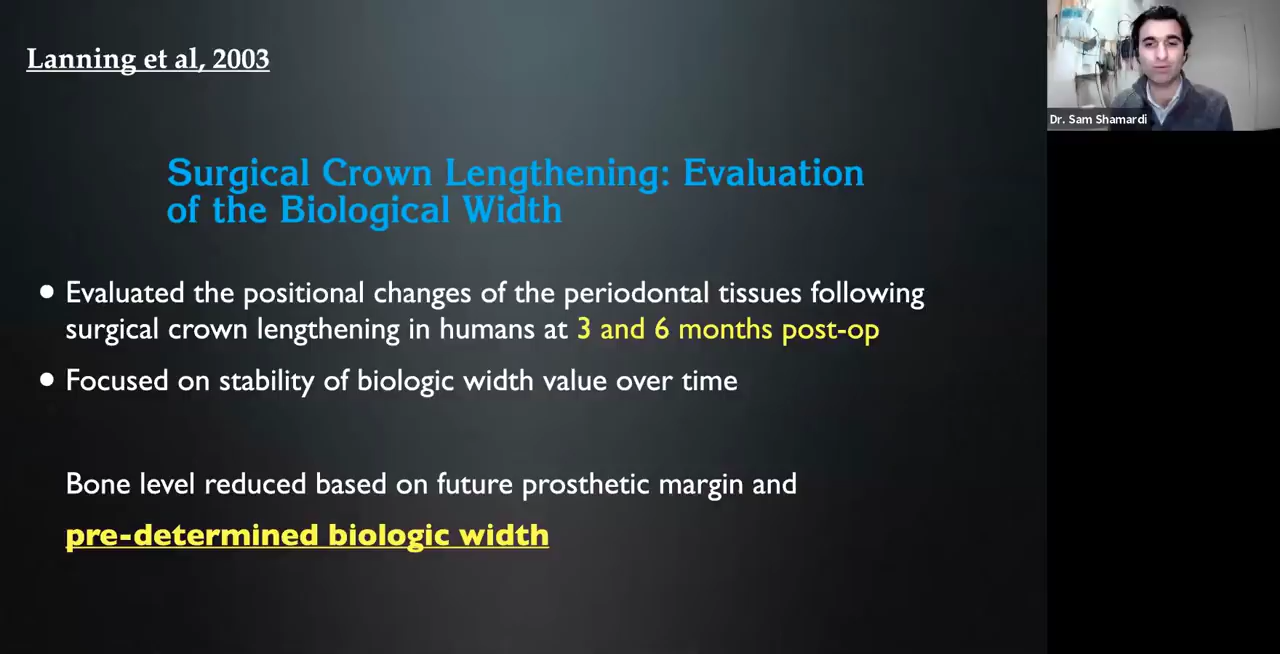 Lanning et al, 2003
Dr. Sam Shamardi
Surgical Crown Lengthening: Evaluation
of the Biological Width
• Evaluated the positional changes of the periodontal tissues following
surgical crown lengthening in humans at 3 and 6 months post-op
• Focused on stability of biologic width value over time
Bone level reduced based on future prosthetic margin and
pre-determined biologic width